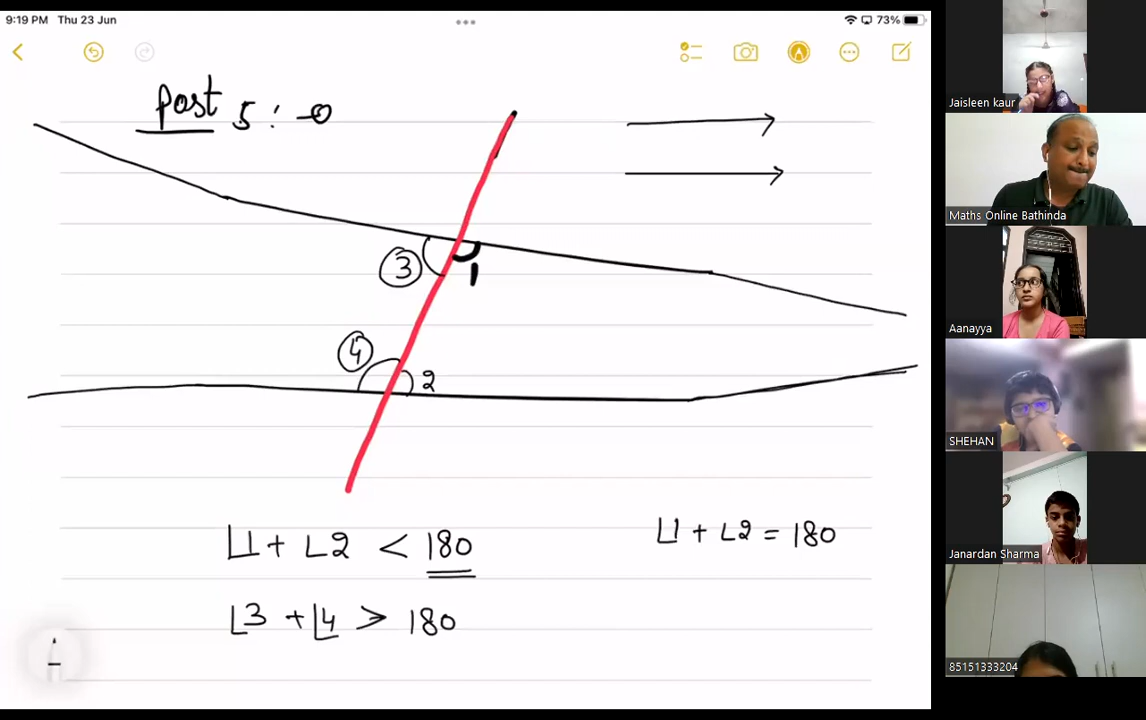 9:19 PM Thu 23 Jun
73%
Post 5 :-
3
1
4
2
∠1 + ∠2 < 180
∠1 + ∠2 = 180
∠3 + ∠4 > 180
Jaisleen kaur
Maths Online Bathinda
Aanayya
SHEHAN
Janardan Sharma
85151333204